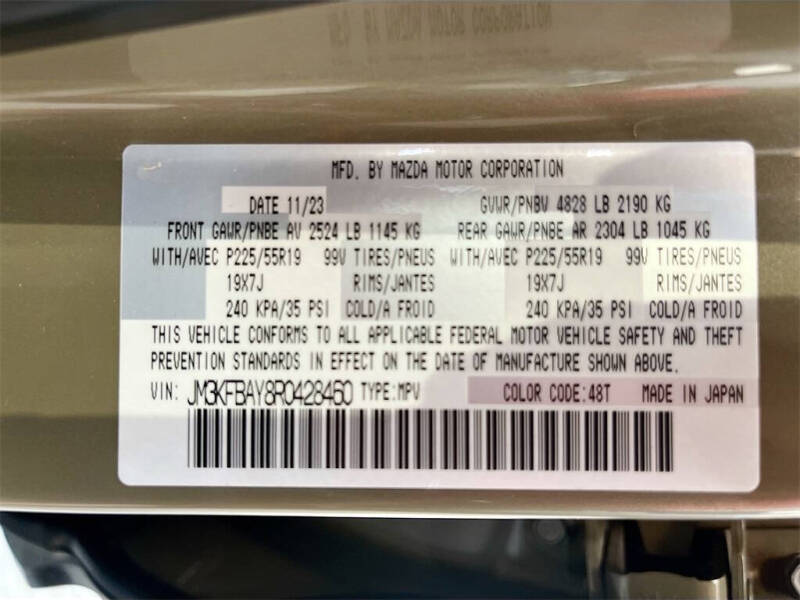 MFD. BY MAZDA MOTOR CORPORATION
DATE 11/23 GVWR/PNBV 4828 LB 2190 KG
FRONT GAWR/PNBE AV 2524 LB 1145 KG REAR GAWR/PNBE AR 2304 LB 1045 KG
WITH/AVEC P225/55R19 99V TIRES/PNEUS WITH/AVEC P225/55R19 99V TIRES/PNEUS
19X7J RIMS/JANTES 19X7J RIMS/JANTES
240 KPA/35 PSI COLD/A FROID 240 KPA/35 PSI COLD/A FROID
THIS VEHICLE CONFORMS TO ALL APPLICABLE FEDERAL MOTOR VEHICLE SAFETY AND THEFT
PREVENTION STANDARDS IN EFFECT ON THE DATE OF MANUFACTURE SHOWN ABOVE.
VIN: JM3KFBAY8R0428460 TYPE:MPV COLOR CODE:48T MADE IN JAPAN